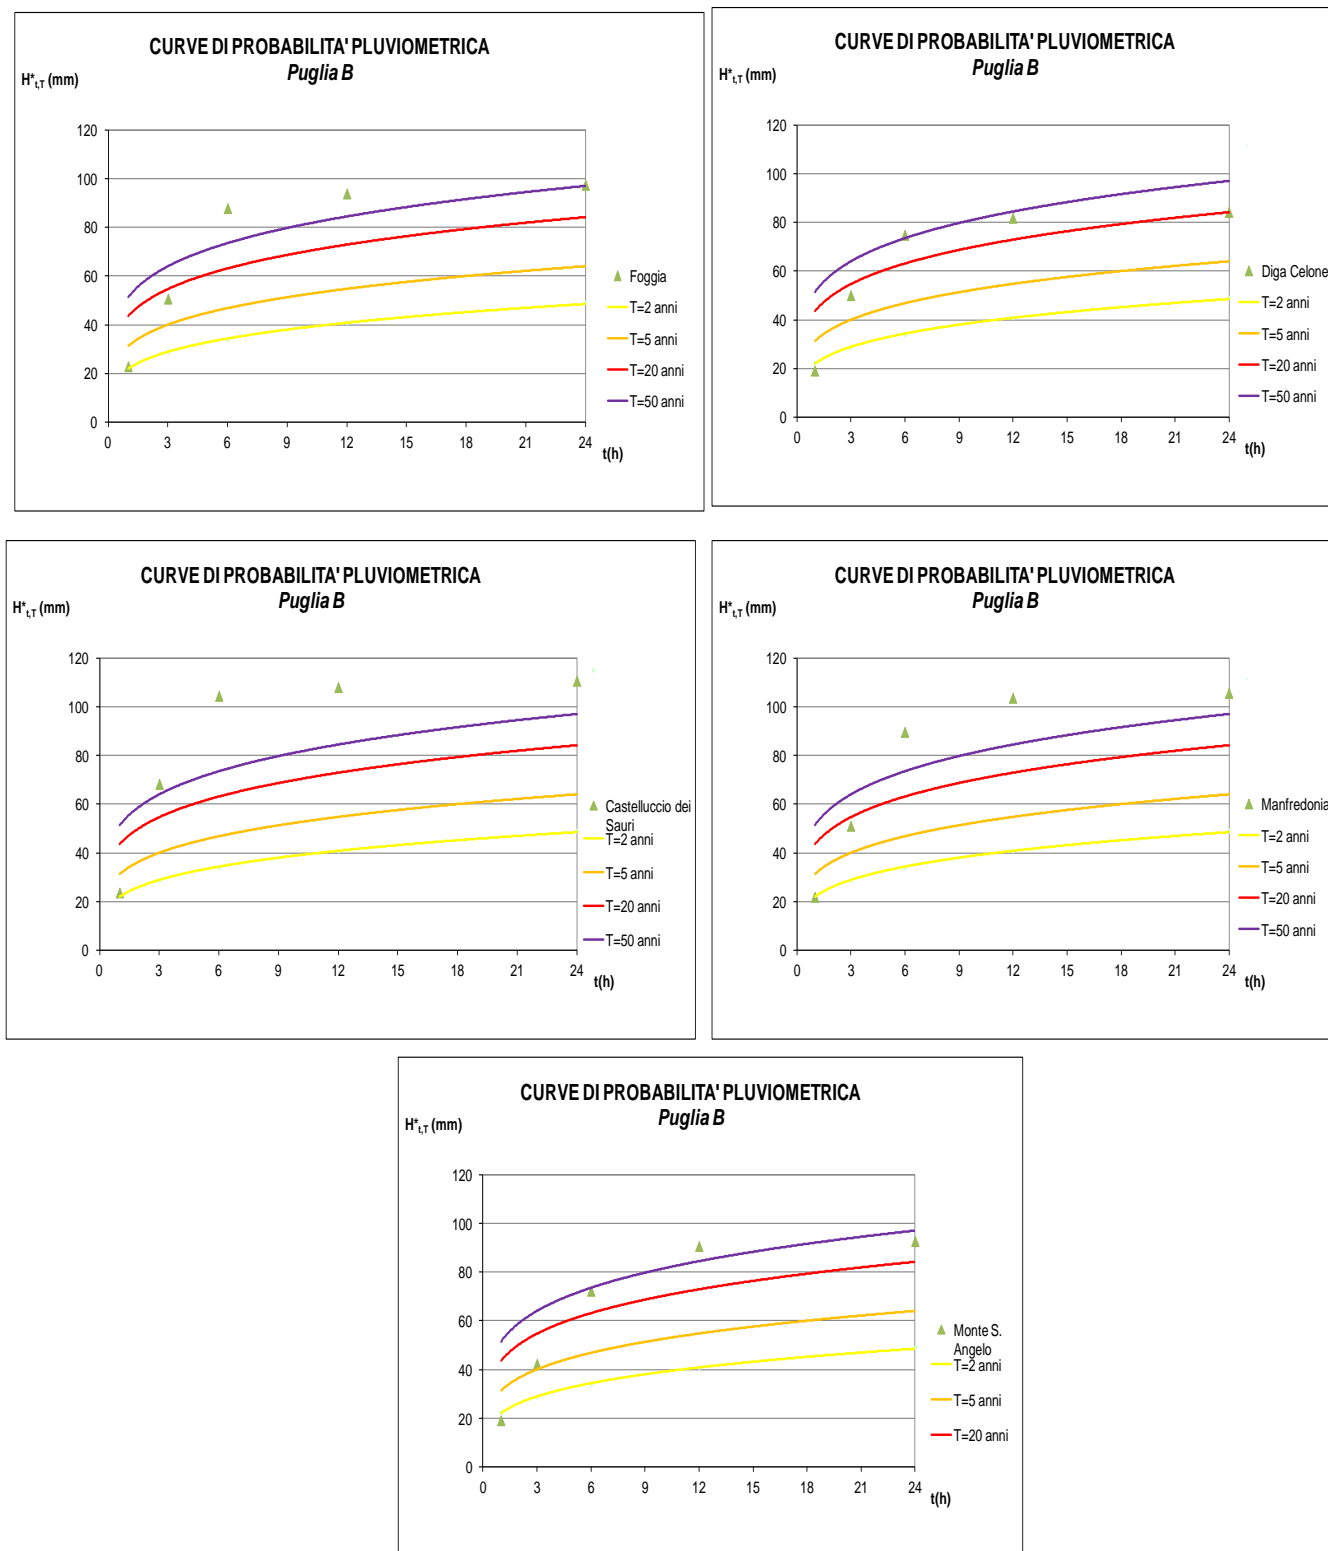 CURVE DI PROBABILITA' PLUVIOMETRICA
Puglia B
H*t,T (mm)
120
100
80
60
40
20
0
0 3 6 9 12 15 18 21 24
t(h)
Foggia
T=2 anni
T=5 anni
T=20 anni
T=50 anni
CURVE DI PROBABILITA' PLUVIOMETRICA
Puglia B
H*t,T (mm)
120
100
80
60
40
20
0
0 3 6 9 12 15 18 21 24
t(h)
Diga Celone
T=2 anni
T=5 anni
T=20 anni
T=50 anni
CURVE DI PROBABILITA' PLUVIOMETRICA
Puglia B
H*t,T (mm)
120
100
80
60
40
20
0
0 3 6 9 12 15 18 21 24
t(h)
Castelluccio dei
Sauri
T=2 anni
T=5 anni
T=20 anni
T=50 anni
CURVE DI PROBABILITA' PLUVIOMETRICA
Puglia B
H*t,T (mm)
120
100
80
60
40
20
0
0 3 6 9 12 15 18 21 24
t(h)
Manfredonia
T=2 anni
T=5 anni
T=20 anni
T=50 anni
CURVE DI PROBABILITA' PLUVIOMETRICA
Puglia B
H*t,T (mm)
120
100
80
60
40
20
0
0 3 6 9 12 15 18 21 24
t(h)
Monte S.
Angelo
T=2 anni
T=5 anni
T=20 anni